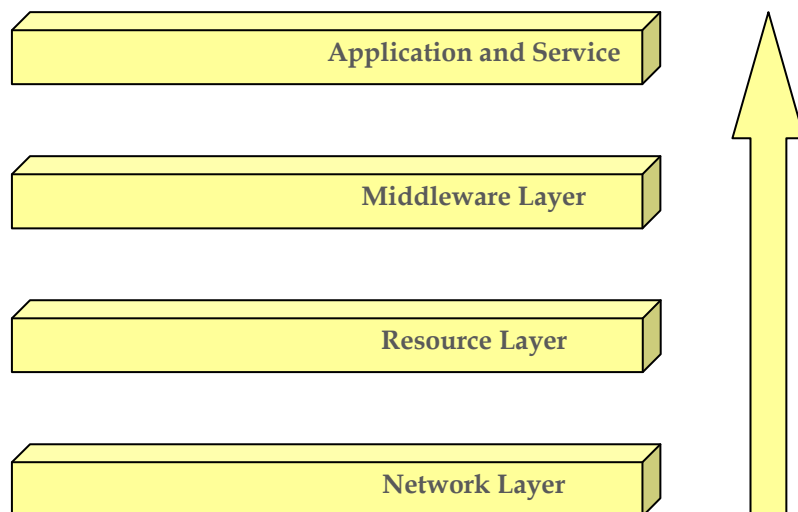 Application and Service
Middleware Layer
Resource Layer
Network Layer